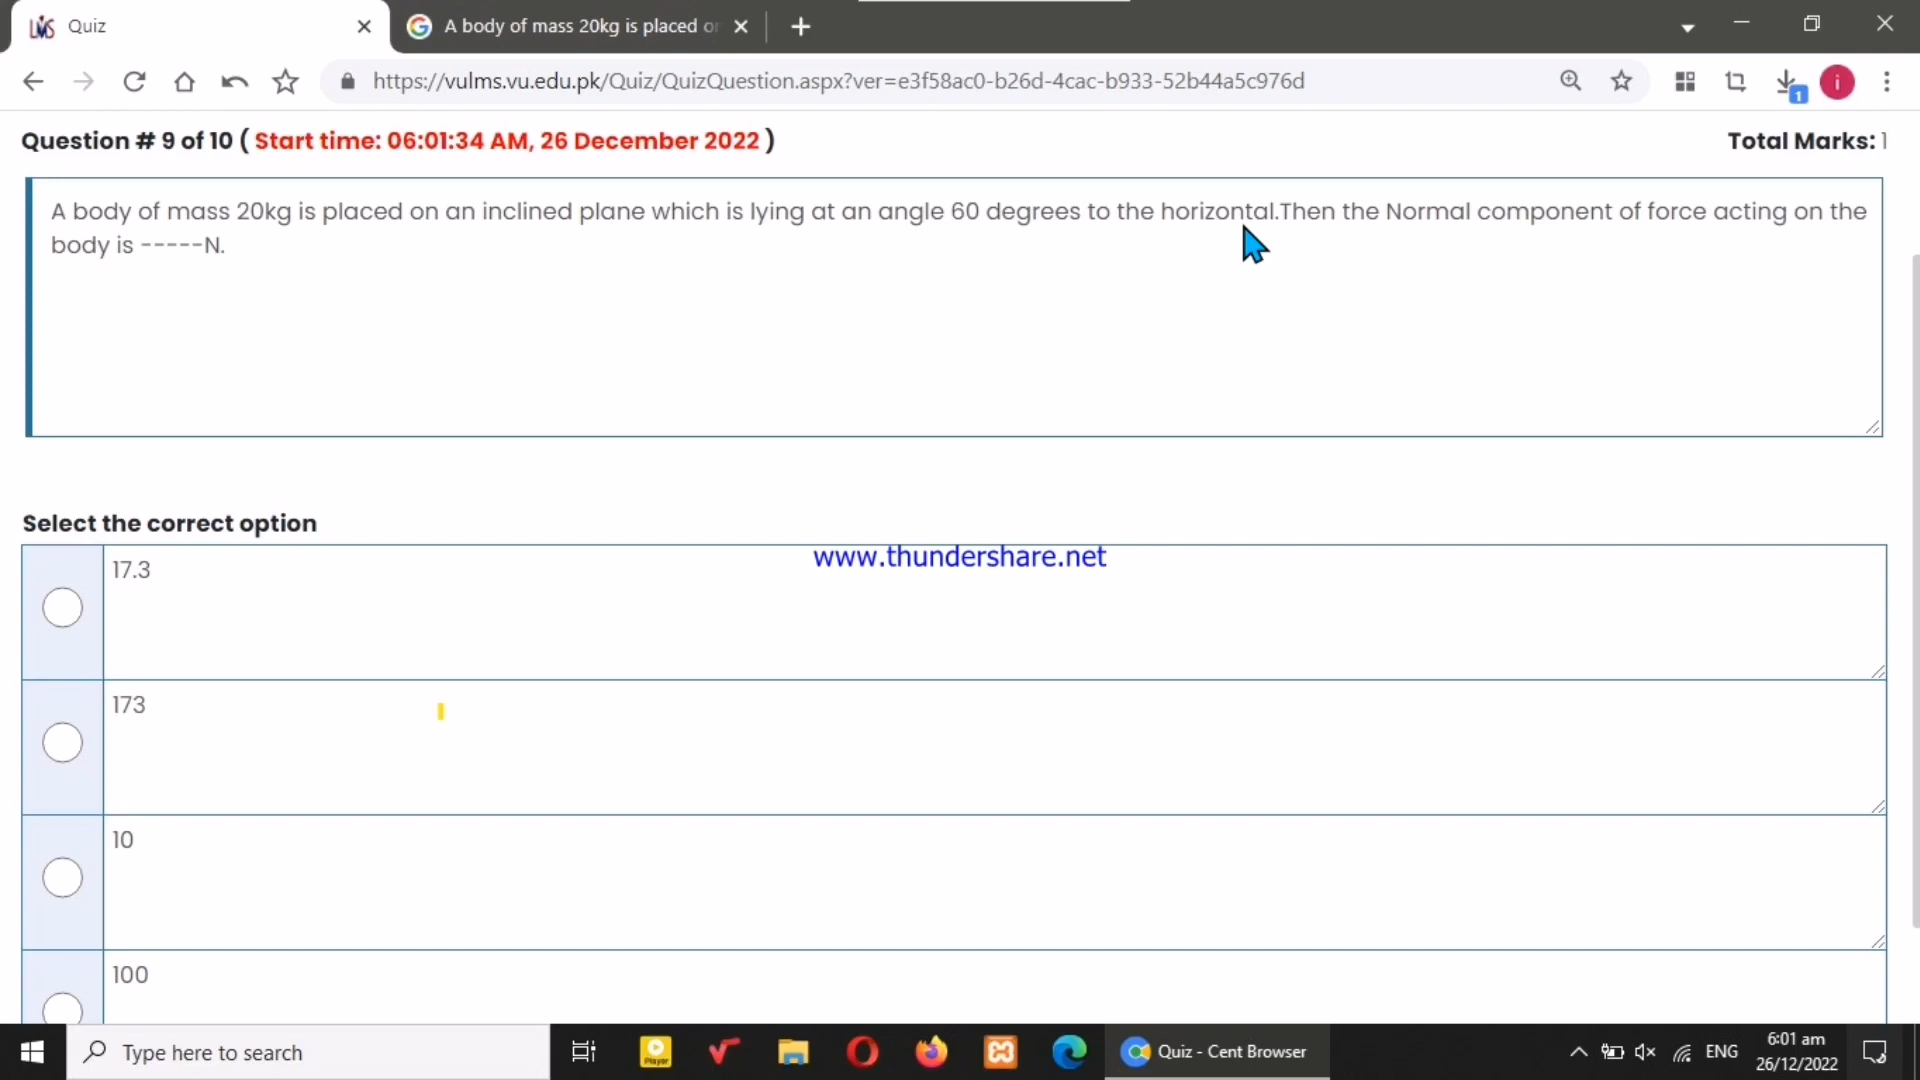 LMS Quiz
A body of mass 20kg is placed or
https://vulms.vu.edu.pk/Quiz/QuizQuestion.aspx?ver=e3f58ac0-b26d-4cac-b933-52b44a5c976d
1
i
Question # 9 of 10 ( Start time: 06:01:34 AM, 26 December 2022 )
Total Marks: 1
A body of mass 20kg is placed on an inclined plane which is lying at an angle 60 degrees to the horizontal.Then the Normal component of force acting on the
body is -----N.
Select the correct option
www.thundershare.net
17.3
173
10
100
Type here to search
Player
Quiz - Cent Browser
ENG
6:01 am
26/12/2022